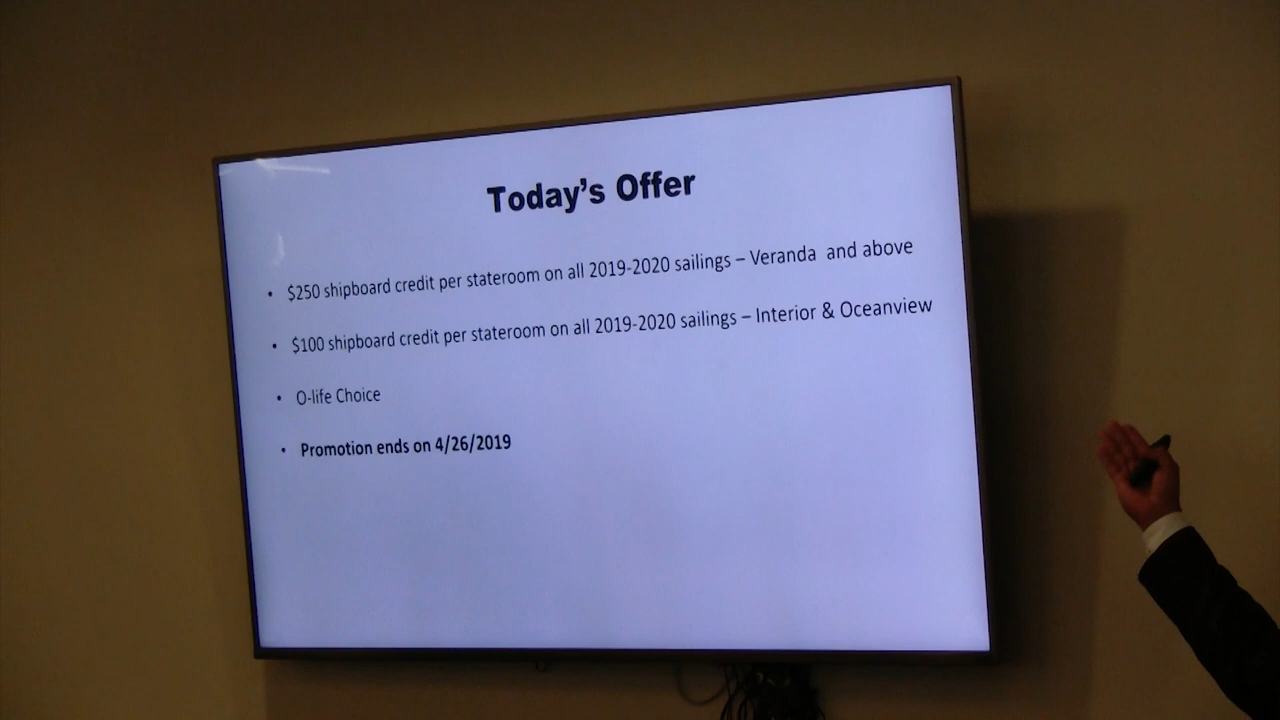 Today's Offer
• $250 shipboard credit per stateroom on all 2019-2020 sailings – Veranda  and above
• $100 shipboard credit per stateroom on all 2019-2020 sailings – Interior & Oceanview
• O-life Choice
• Promotion ends on 4/26/2019